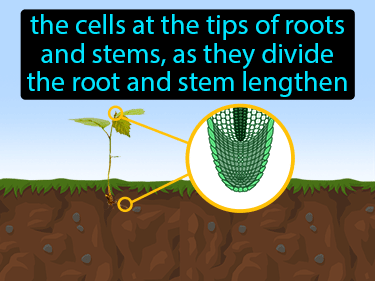 the cells at the tips of roots
and stems, as they divide
the root and stem lengthen